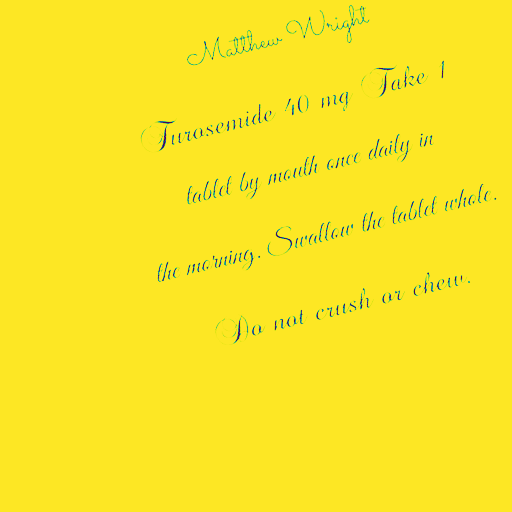 Matthew Wright
Furosemide 40 mg Take 1
tablet by mouth once daily in
the morning. Swallow the tablet whole.
Do not crush or chew.